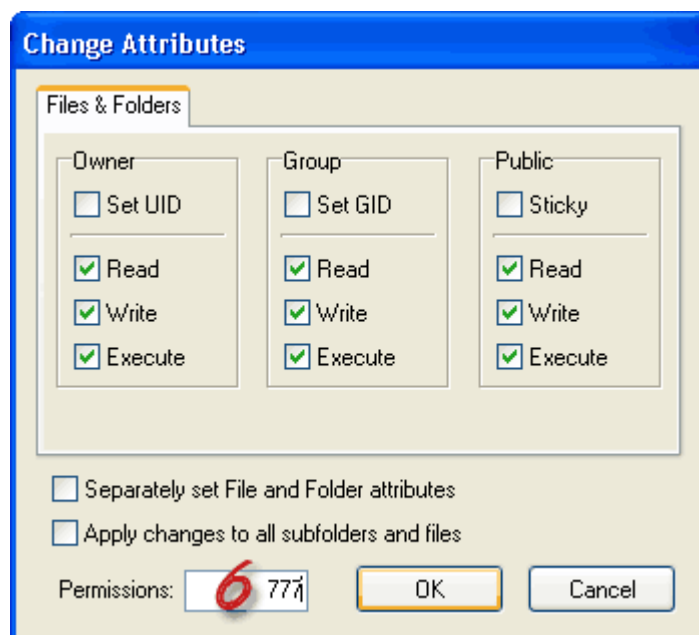 Change Attributes
Files & Folders
Owner Group Public
Set UID Set GID Sticky
Read Read Read
Write Write Write
Execute Execute Execute
Separately set File and Folder attributes
Apply changes to all subfolders and files
Permissions: 6 777 OK Cancel